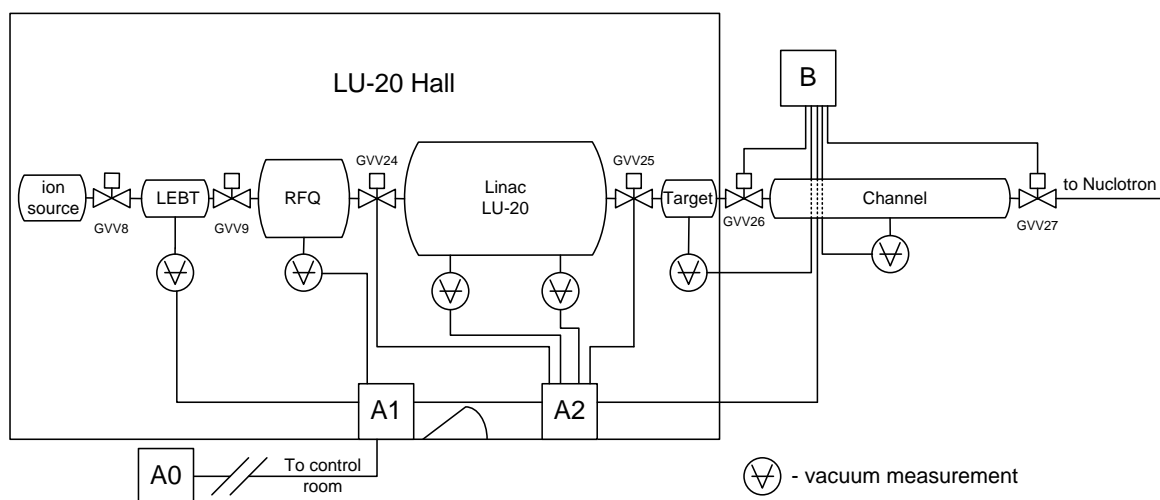 LU-20 Hall
B
GVV24
GVV25
ion
source
LEBT
RFQ
Linac
LU-20
Target
Channel
to Nuclotron
GVV8
GVV9
GVV26
GVV27
A1
A2
A0
To control
room
- vacuum measurement